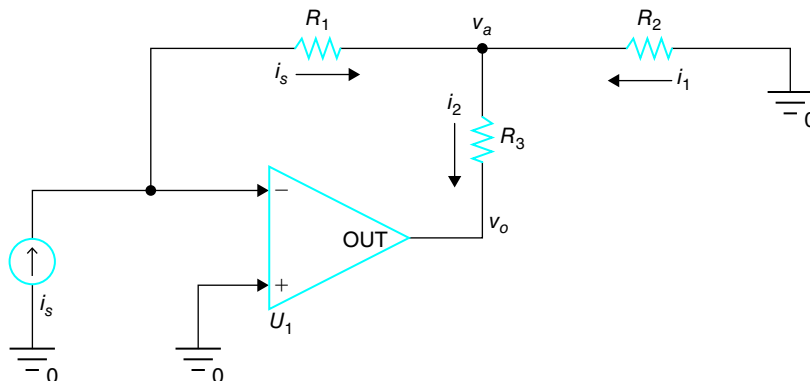 R1
va
R2
is
i1
0
i2
R3
−
vo
OUT
+
is
U1
0
0